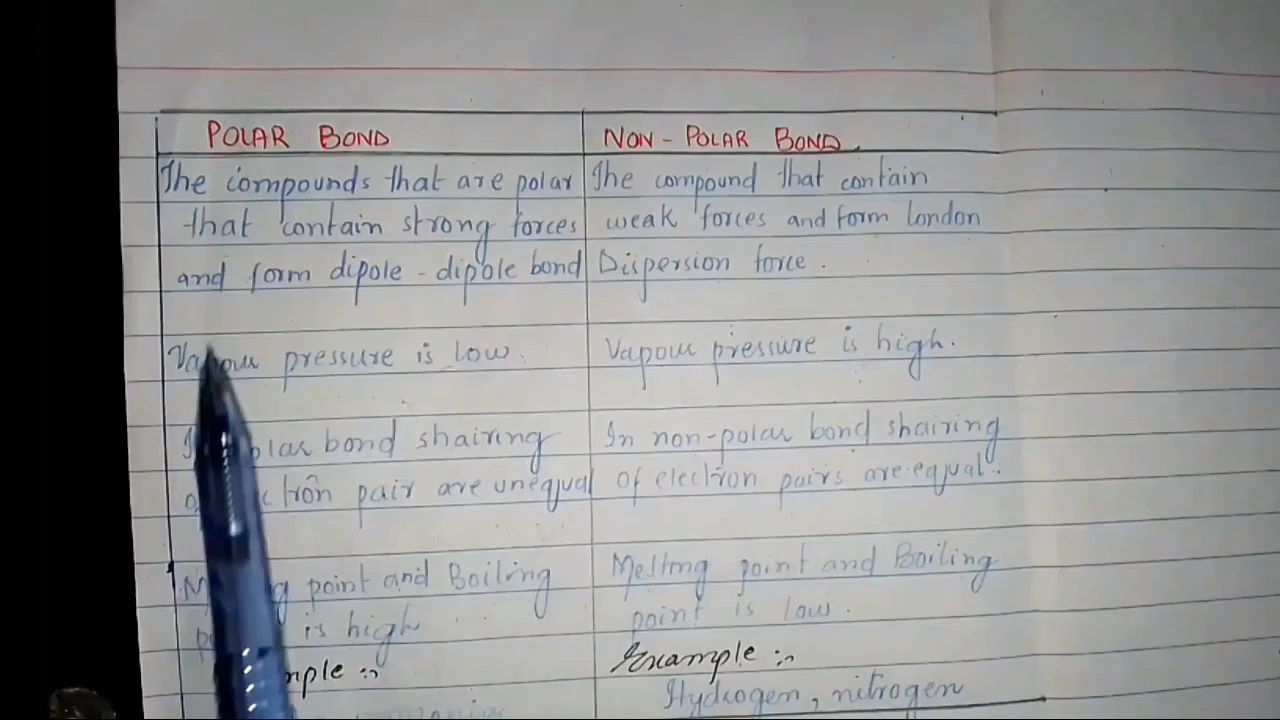 POLAR BOND
The compounds that are polar
that contain strong forces
and form dipole - dipole bond
Vapour pressure is low.
bond shairing
pair are unequal
point and Boiling
is high
NON - POLAR BOND.
The compound that contain
weak forces and form london
Dispersion force.
Vapour pressure is high.
In non-polar bond shairing
of electron pairs are equal.
Melting point and Boiling
point is low.
Example :-
Hydrogen, nitrogen